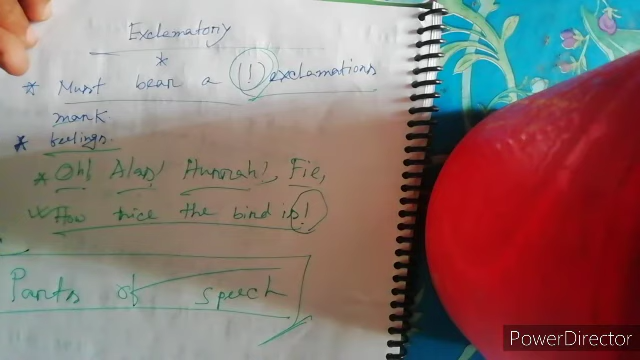 Exclamatory
*
* Must bear a (!!) exclamations
mark
* feelings.
* Oh! Alas! Hurrah!, Fie,
How nice the bird is!
Parts of speech
PowerDirector